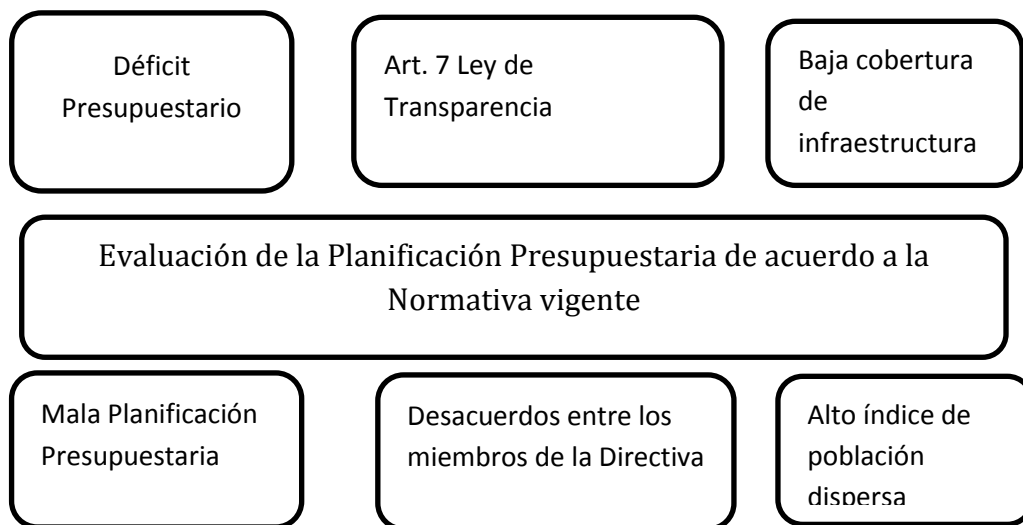 Déficit
Presupuestario
Art. 7 Ley de
Transparencia
Baja cobertura
de
infraestructura
Evaluación de la Planificación Presupuestaria de acuerdo a la
Normativa vigente
Mala Planificación
Presupuestaria
Desacuerdos entre los
miembros de la Directiva
Alto índice de
población
dispersa